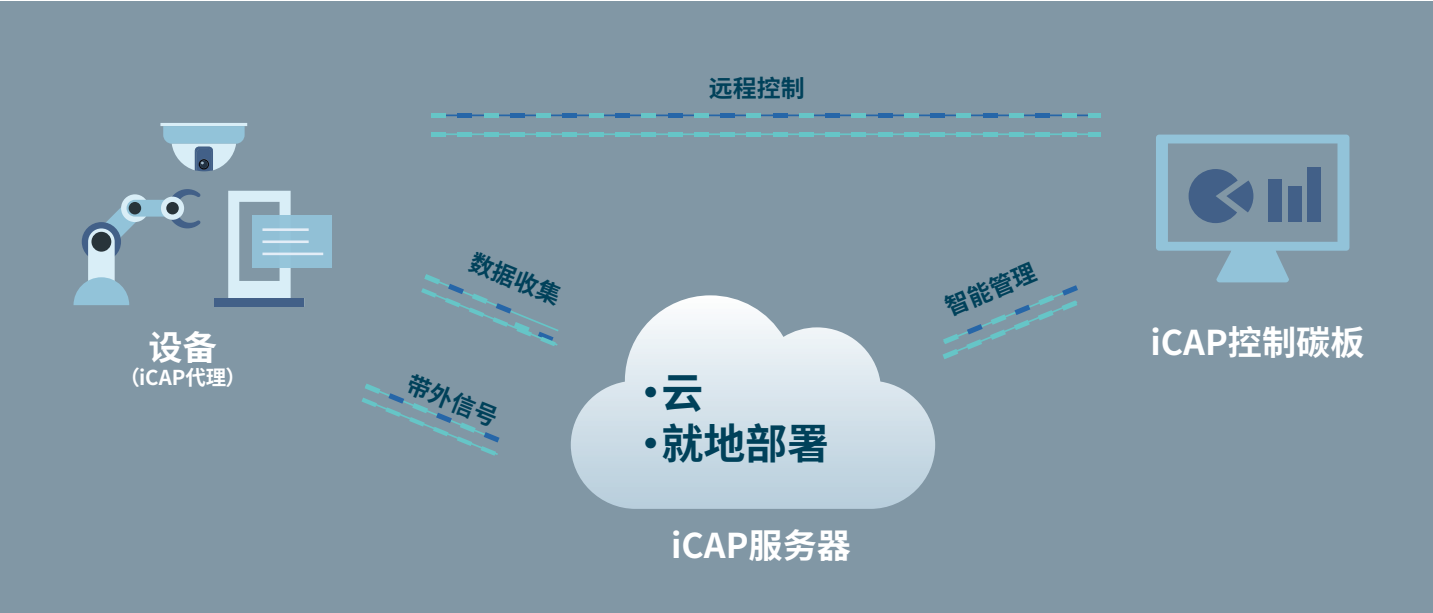 远程控制
数据收集
智能管理
设备
（iCAP代理）
iCAP控制碳板
带外信号
•云
•就地部署
iCAP服务器